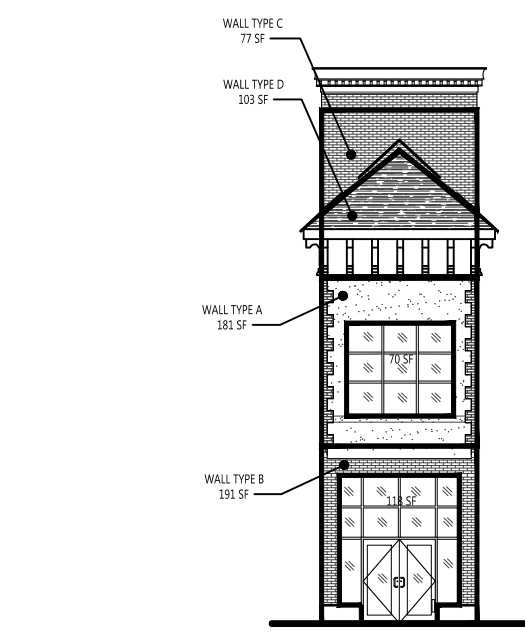 WALL TYPE C
77 SF
WALL TYPE D
103 SF
WALL TYPE A
181 SF
70 SF
WALL TYPE B
191 SF
118 SF